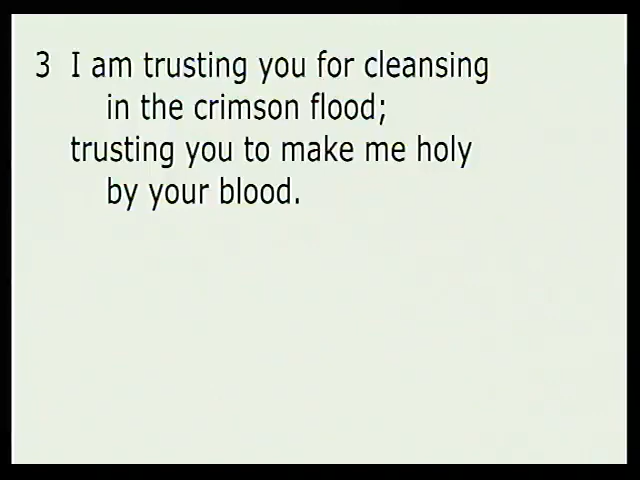 3 I am trusting you for cleansing
in the crimson flood;
trusting you to make me holy
by your blood.